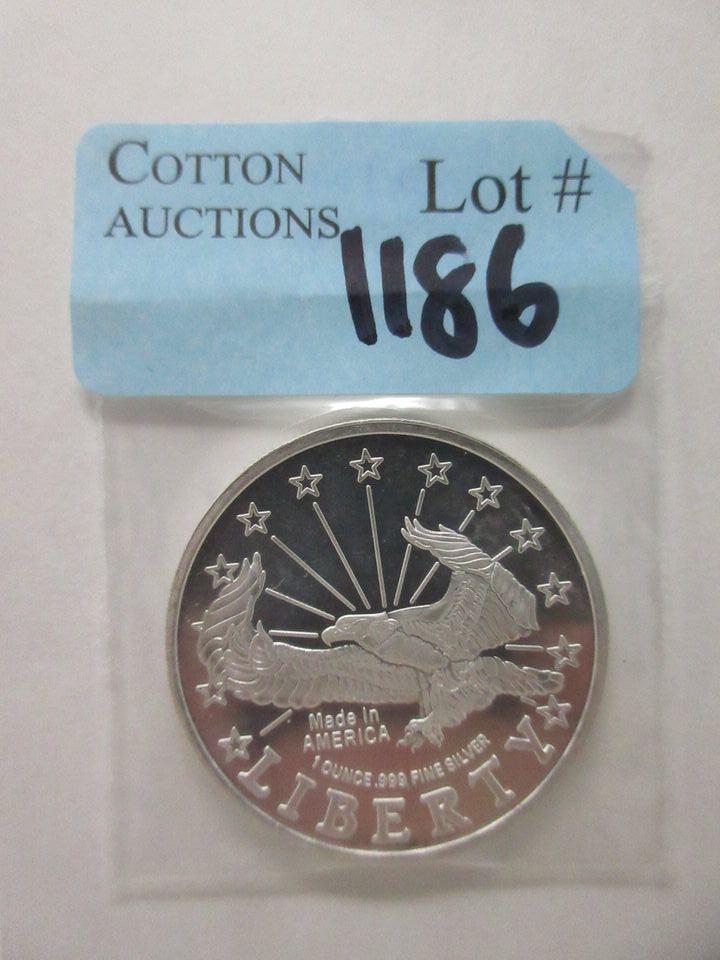 COTTON
AUCTIONS
Lot #
1186
Made in
AMERICA
1 OUNCE .999 FINE SILVER
LIBERTY